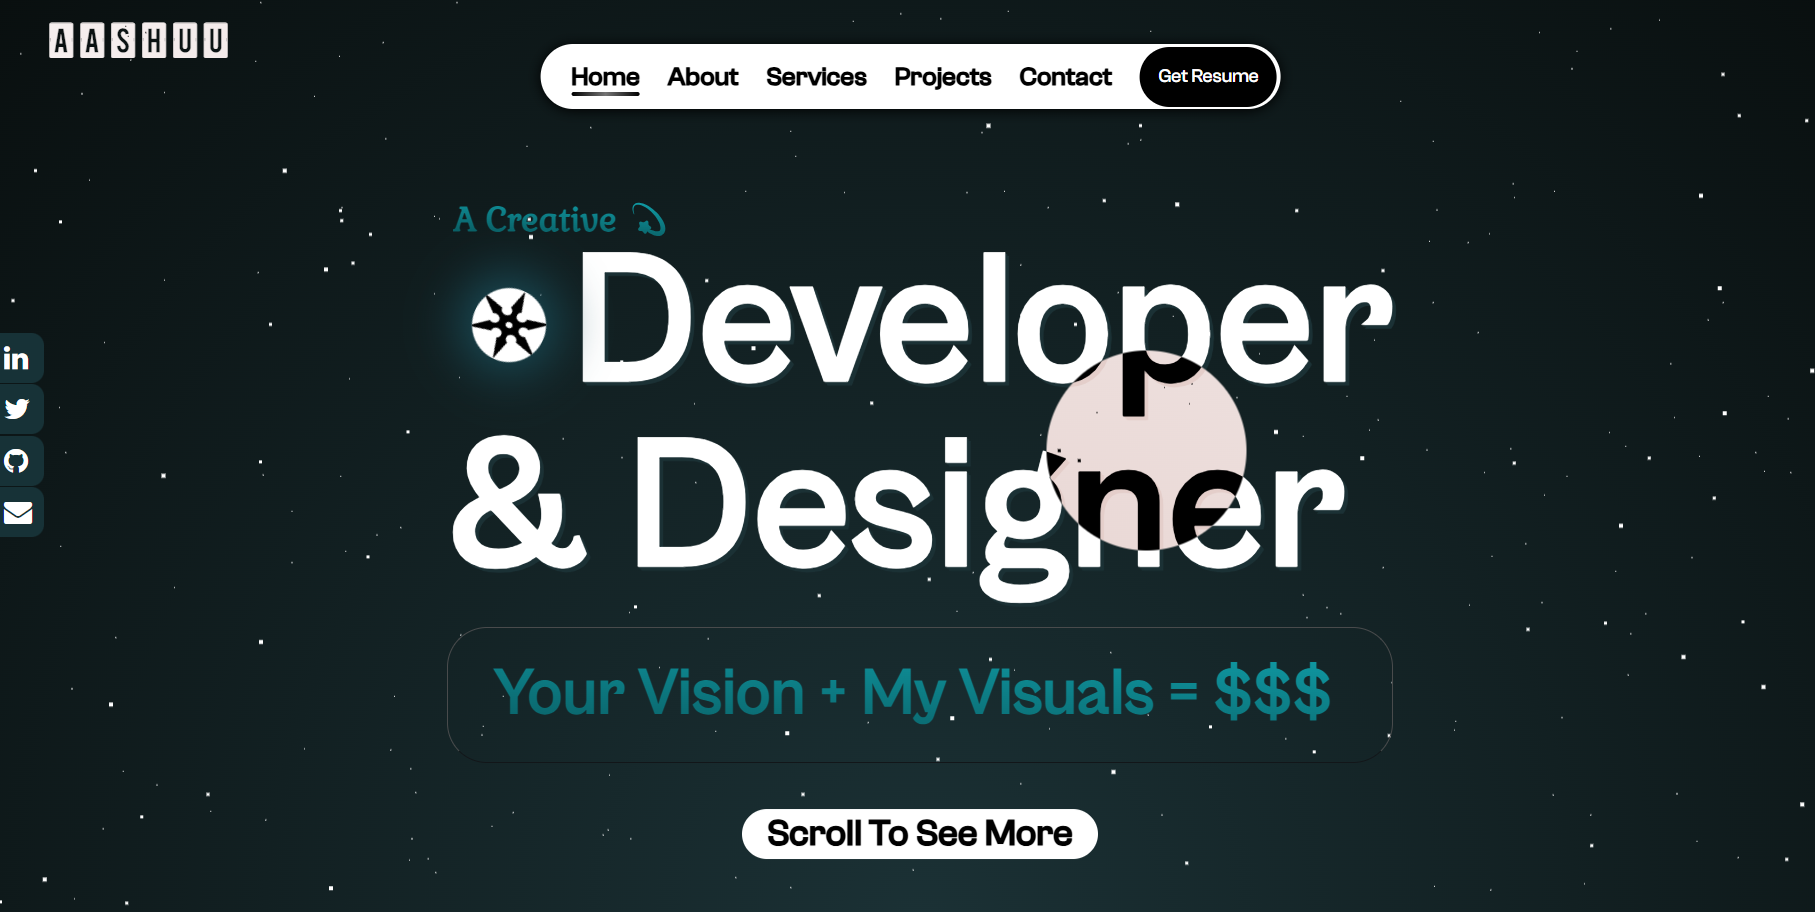 AASHUU
Home About Services Projects Contact Get Resume
A Creative
Developer
& Designer
in
Your Vision + My Visuals = $$$
Scroll To See More